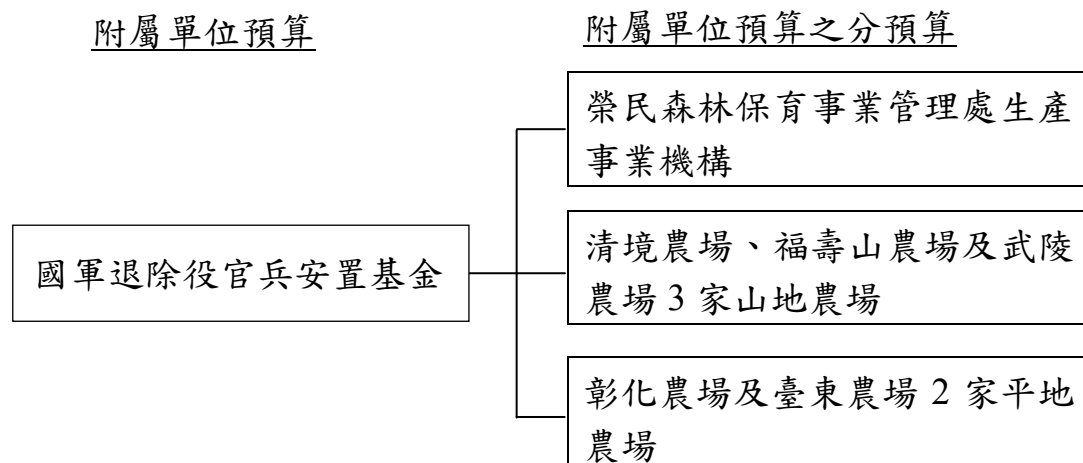 附屬單位預算
附屬單位預算之分預算
榮民森林保育事業管理處生產
事業機構
國軍退除役官兵安置基金
清境農場、福壽山農場及武陵
農場 3 家山地農場
彰化農場及臺東農場 2 家平地
農場